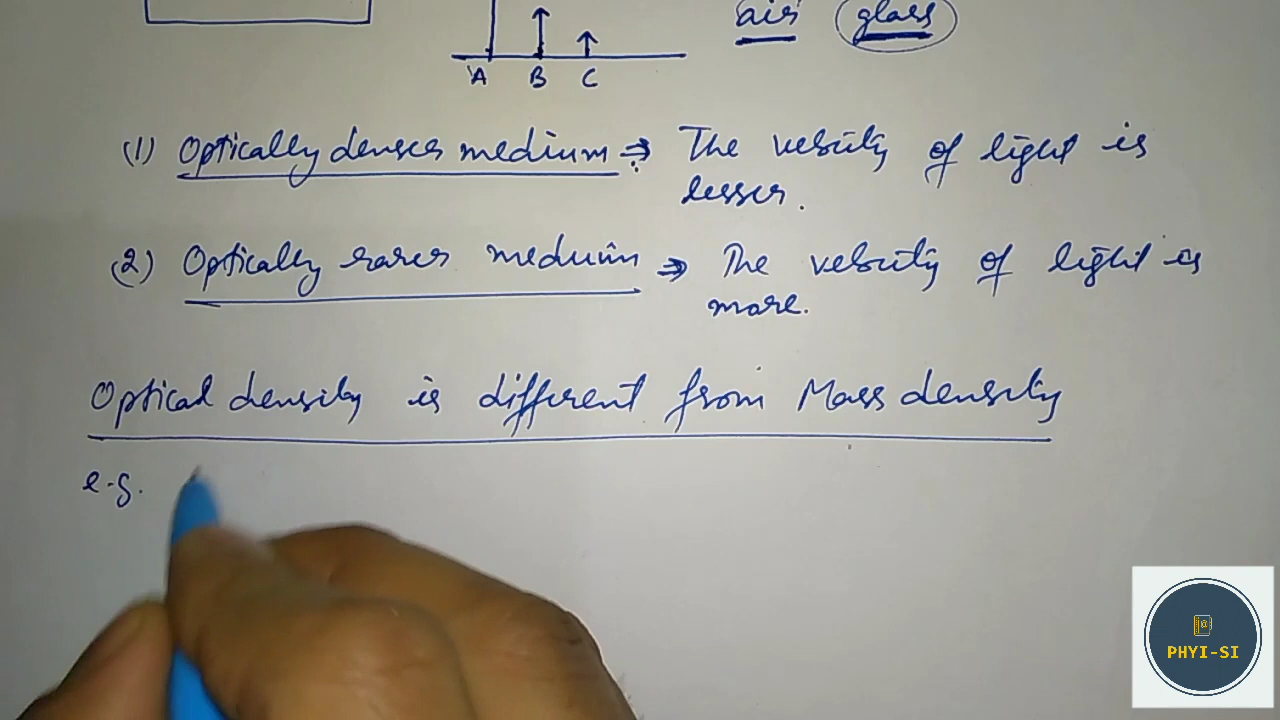 air glass
A B C
(1) Optically denser medium ⇒ The velocity of light is
lesser.
(2) Optically rarer medium ⇒ The velocity of light is
more.
Optical density is different from Mass density
e.g.
PHYI-SI